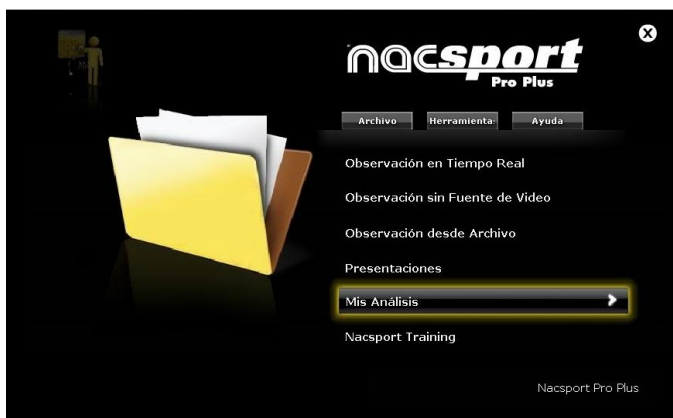 nacsport
Pro Plus
Archivo Herramienta Ayuda
Observación en Tiempo Real
Observación sin Fuente de Video
Observación desde Archivo
Presentaciones
Mis Análisis
Nacsport Training
Nacsport Pro Plus